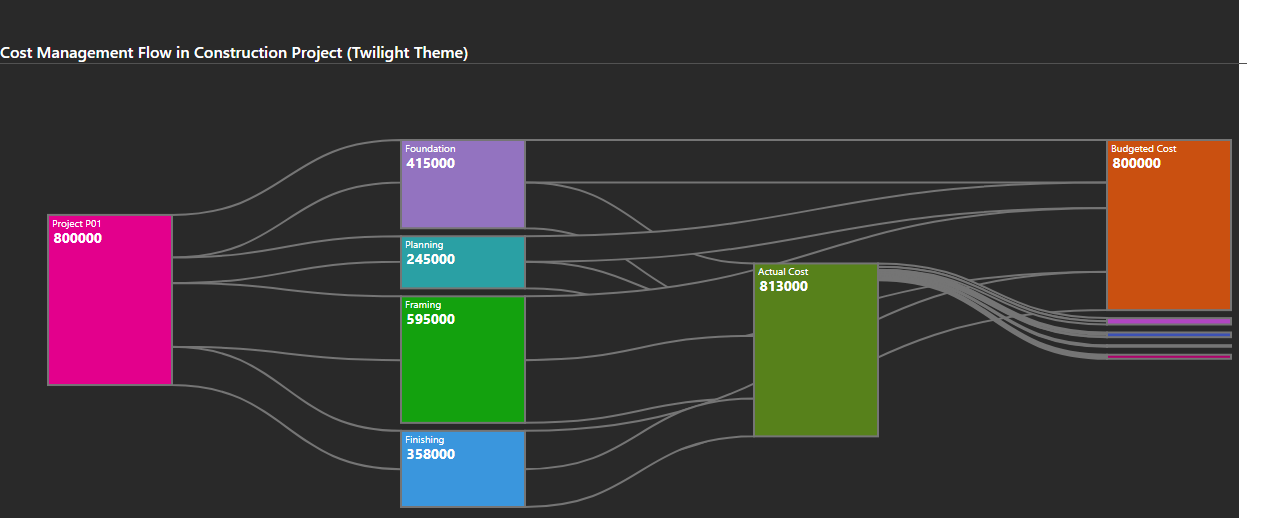 Cost Management Flow in Construction Project (Twilight Theme)
Project P01
800000
Foundation
415000
Planning
245000
Framing
595000
Finishing
358000
Actual Cost
813000
Budgeted Cost
800000